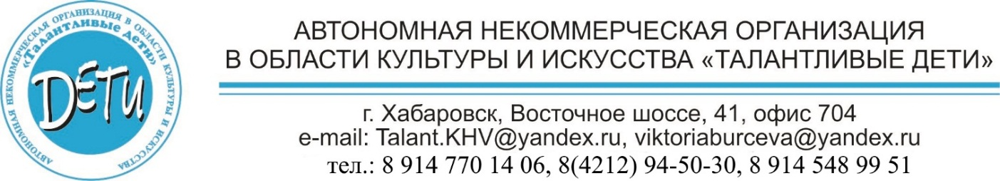 АВТОНОМНАЯ НЕКОММЕРЧЕСКАЯ ОРГАНИЗАЦИЯ В ОБЛАСТИ КУЛЬТУРЫ И ИСКУССТВА
«Талантливые дети»
ДЕТИ
АВТОНОМНАЯ НЕКОММЕРЧЕСКАЯ ОРГАНИЗАЦИЯ
В ОБЛАСТИ КУЛЬТУРЫ И ИСКУССТВА «ТАЛАНТЛИВЫЕ ДЕТИ»
г. Хабаровск, Восточное шоссе, 41, офис 704
e-mail: Talant.KHV@yandex.ru, viktoriaburceva@yandex.ru
тел.: 8 914 770 14 06, 8(4212) 94-50-30, 8 914 548 99 51